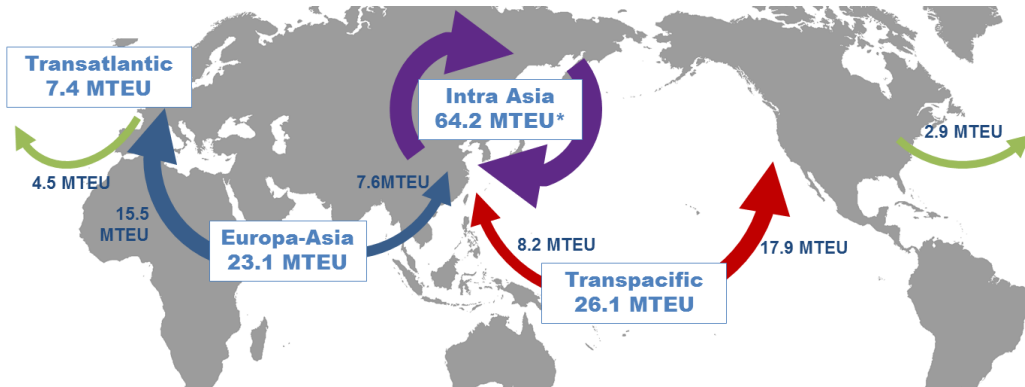 Transatlantic
7.4 MTEU
Intra Asia
64.2 MTEU*
2.9 MTEU
4.5 MTEU
7.6MTEU
15.5
MTEU
Europa-Asia
23.1 MTEU
8.2 MTEU
17.9 MTEU
Transpacific
26.1 MTEU